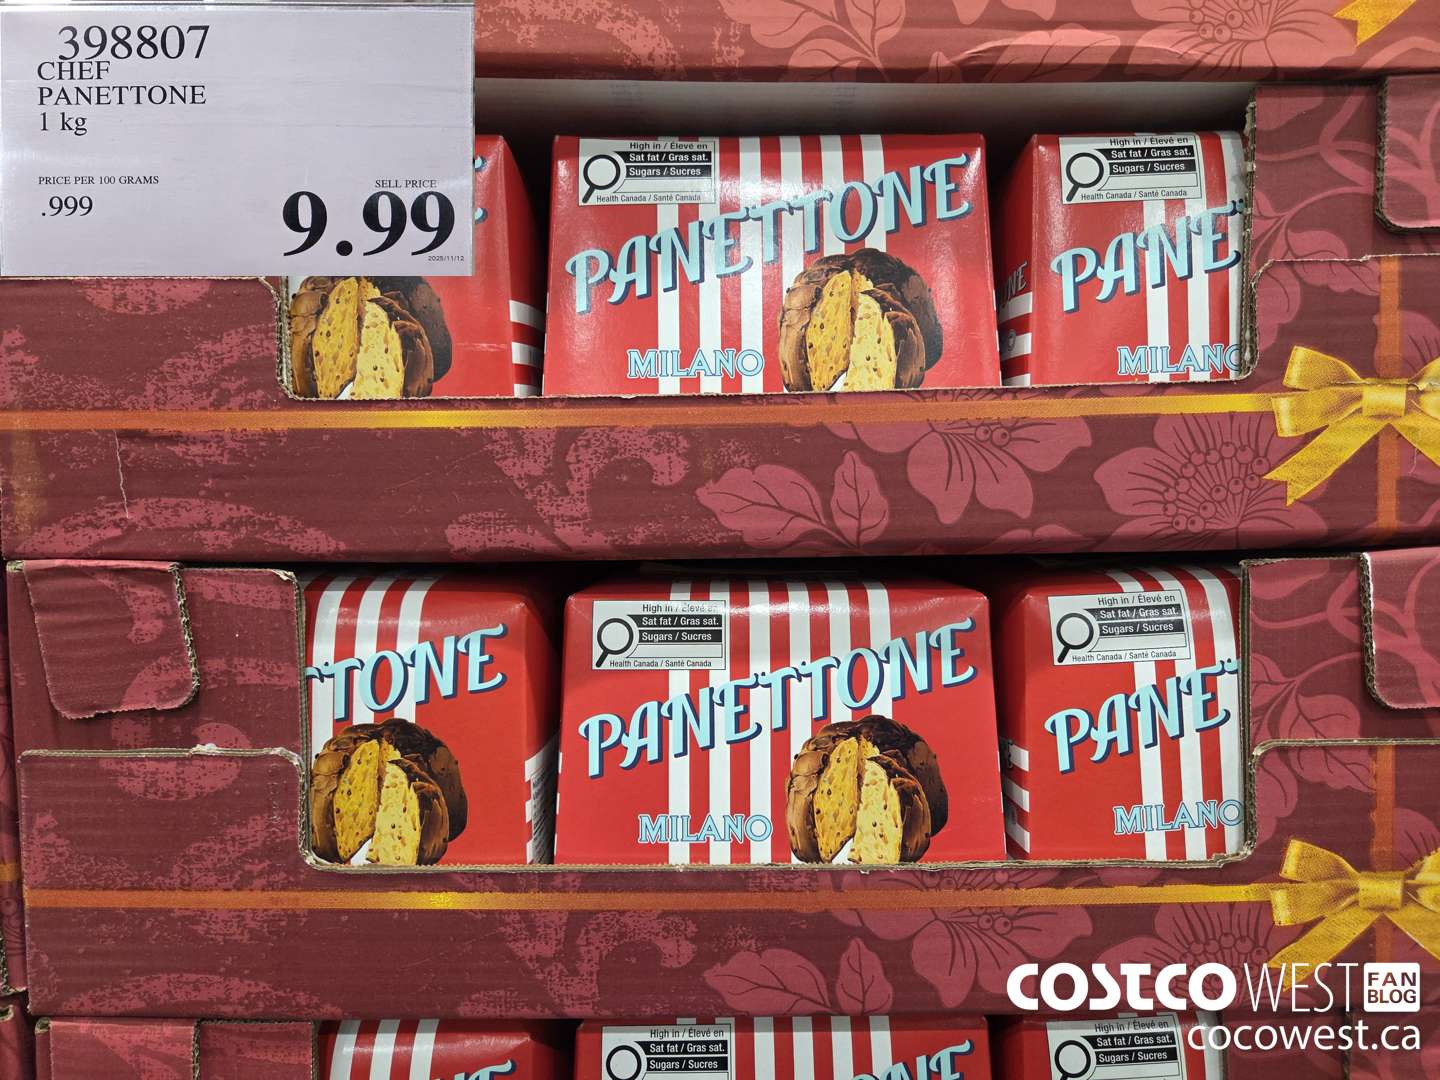 398807
CHEF
PANETTONE
1 kg
PRICE PER 100 GRAMS
.999
SELL PRICE
9.99
2025/11/12
High in / Élevé en
Sat fat / Gras sat.
Sugars / Sucres
Health Canada / Santé Canada
PANETTONE
MILANO
High in / Élevé en
Sat fat / Gras sat.
Sugars / Sucres
Health Canada / Santé Canada
PANE
MILANO
NE
TTONE
High in / Élevé en
Sat fat / Gras sat.
Sugars / Sucres
Health Canada / Santé Canada
PANETTONE
MILANO
High in / Élevé en
Sat fat / Gras sat.
Sugars / Sucres
Health Canada / Santé Canada
PANE
MILANO
High in / Élevé en
Sat fat / Gras sat.
Sugars / Sucres
High in / Élevé en
Sat fat / Gras sat.
Sugars / Sucres
COSTCO WEST FAN BLOG
cocowest.ca